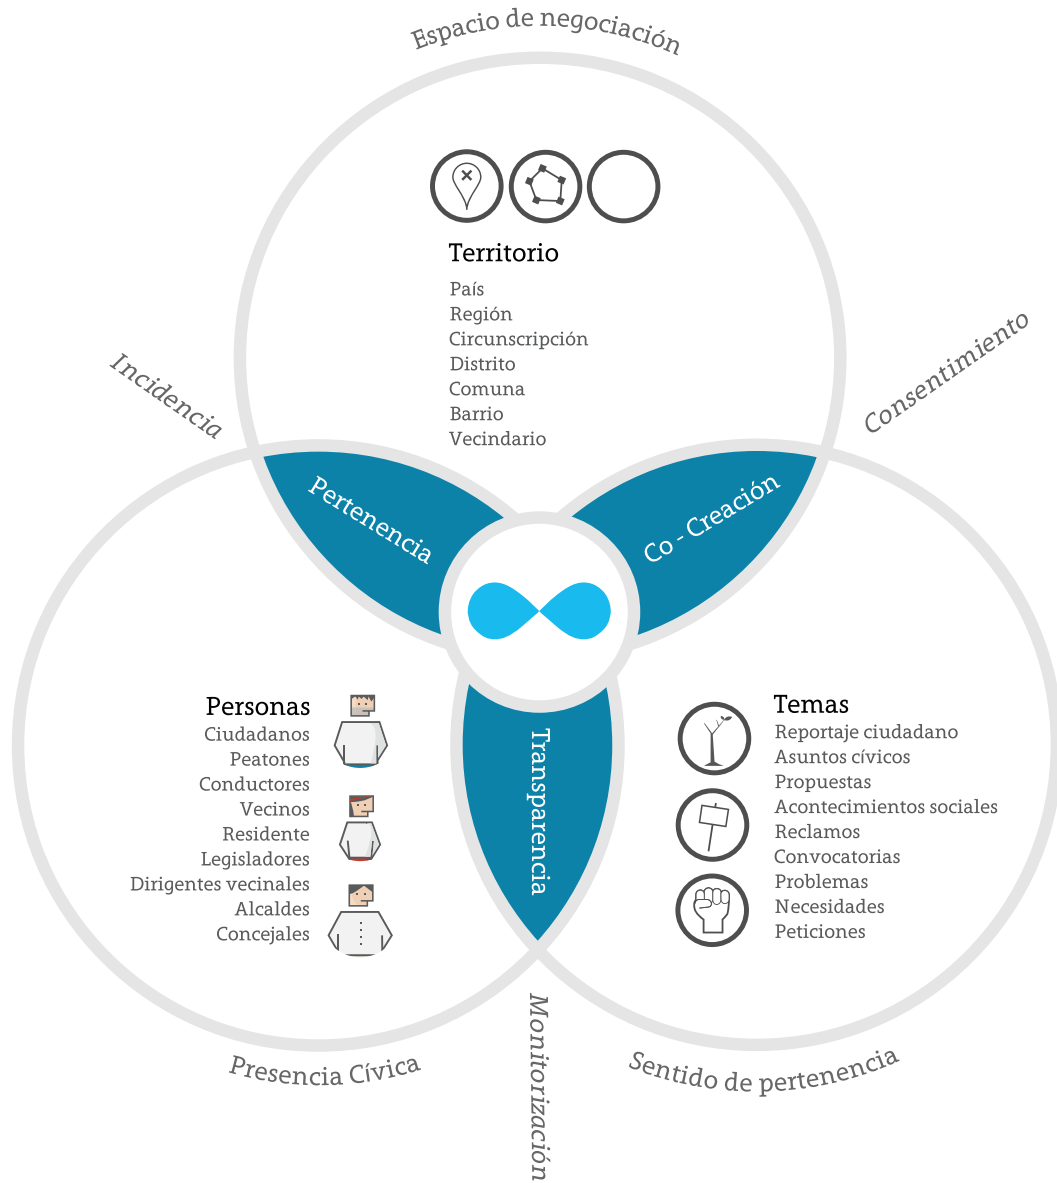 Espacio de negociación
Territorio
País
Región
Circunscripción
Distrito
Comuna
Barrio
Vecindario
Incidencia
Consentimiento
Pertenencia
Co - Creación
Transparencia
Personas
Ciudadanos
Peatones
Conductores
Vecinos
Residente
Legisladores
Dirigentes vecinales
Alcaldes
Concejales
Temas
Reportaje ciudadano
Asuntos cívicos
Propuestas
Acontecimientos sociales
Reclamos
Convocatorias
Problemas
Necesidades
Peticiones
Presencia Cívica
Monitorización
Sentido de pertenencia